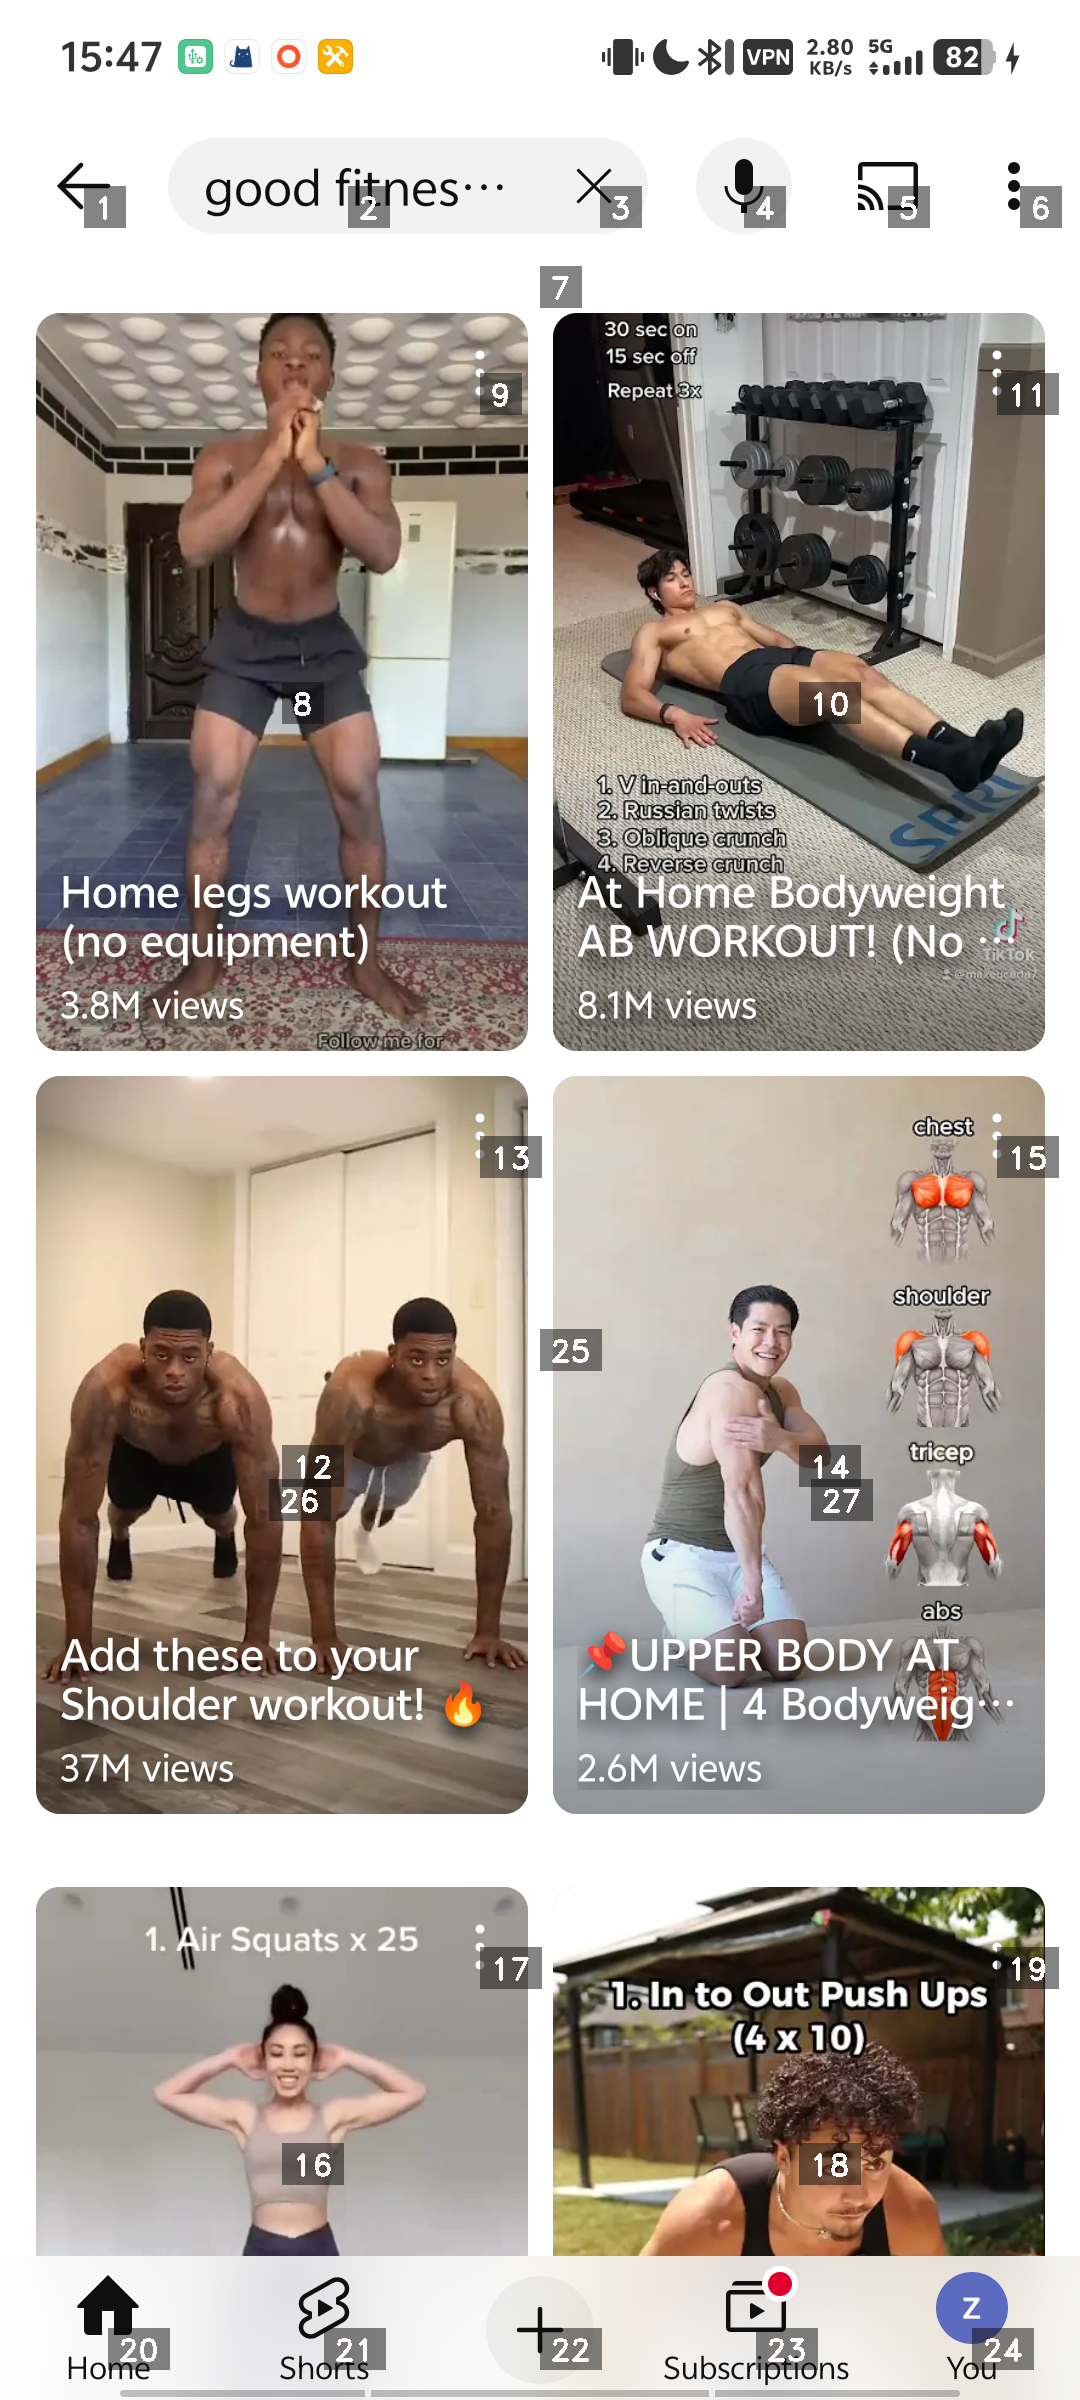 15:47
VPN
2.80
KB/s
5G
82
good fitnes···
1
2
3
4
5
6
7
30 sec on
15 sec off
Repeat 3x
9
11
8
10
1. V in-and-outs
2. Russian twists
3. Oblique crunch
4. Reverse crunch
Home legs workout
(no equipment)
3.8M views
Follow me for
At Home Bodyweight
AB WORKOUT! (No ···
TikTok
8.1M views
SPRI
13
chest
15
shoulder
25
tricep
12
26
14
27
abs
Add these to your
Shoulder workout! 🔥
37M views
📌UPPER BODY AT
HOME | 4 Bodyweig···
2.6M views
1. Air Squats x 25
17
1. In to Out Push Ups
(4 x 10)
19
16
18
Z
20
21
22
23
24
Home
Shorts
Subscriptions
You